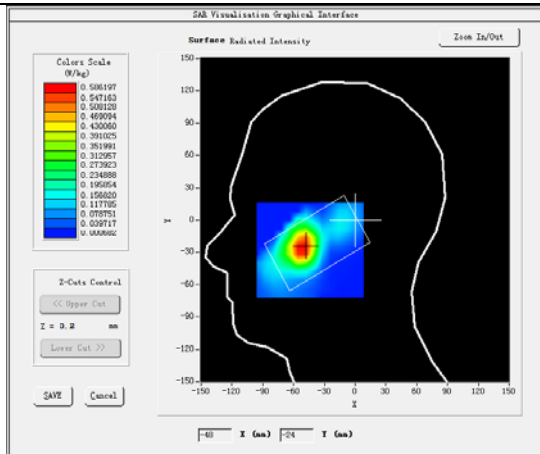 SAR Visualisation Graphical Interface
Surface Radiated Intensity
Zoom In/Out
Colors Scale
(W/kg)
0.586197
0.547163
0.508128
0.469094
0.430060
0.391025
0.351991
0.312957
0.273923
0.234888
0.195854
0.156820
0.117785
0.078751
0.039717
0.000682
Z-Cuts Control
<< Upper Cut
Z = 0.2 mm
Lower Cut >>
SAVE
Cancel
150
120
90
60
30
0
-30
-60
-90
-120
-150
Y
-150 -120 -90 -60 -30 0 30 60 90 120 150
X
-48 X (mm) -24 Y (mm)